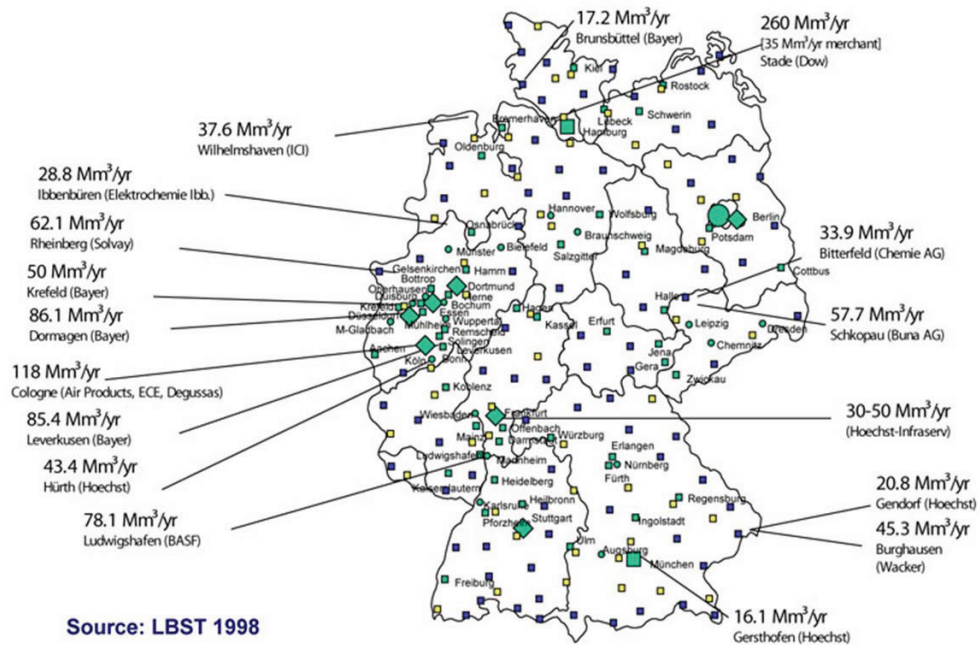 17.2 Mm³/yr
Brunsbüttel (Bayer)
260 Mm³/yr
[35 Mm³/yr merchant]
Stade (Dow)
37.6 Mm³/yr
Wilhelmshaven (ICI)
28.8 Mm³/yr
Ibbenbüren (Elektrochemie Ibb.)
62.1 Mm³/yr
Rheinberg (Solvay)
50 Mm³/yr
Krefeld (Bayer)
86.1 Mm³/yr
Dormagen (Bayer)
118 Mm³/yr
Cologne (Air Products, ECE, Degussas)
85.4 Mm³/yr
Leverkusen (Bayer)
43.4 Mm³/yr
Hürth (Hoechst)
78.1 Mm³/yr
Ludwigshafen (BASF)
33.9 Mm³/yr
Bitterfeld (Chemie AG)
57.7 Mm³/yr
Schkopau (Buna AG)
30-50 Mm³/yr
(Hoechst-Infraserv)
20.8 Mm³/yr
Gendorf (Hoechst)
45.3 Mm³/yr
Burghausen
(Wacker)
16.1 Mm³/yr
Gersthofen (Hoechst)
Kiel
Rostock
Bremerhaven
Lübeck
Schwerin
Hamburg
Oldenburg
Hannover
Wolfsburg
Berlin
Osnabrück
Braunschweig
Potsdam
Münster
Bielefeld
Salzgitter
Magdeburg
Gelsenkirchen
Hamm
Cottbus
Bottrop
Oberhausen
Dortmund
Duisburg
Herne
Halle
Krefeld
Bochum
Hagen
Düsseldorf
Essen
Kassel
Erfurt
Leipzig
Dresden
M-Gladbach
Mülheim
Wuppertal
Remscheid
Solingen
Chemnitz
Aachen
Leverkusen
Jena
Köln
Bonn
Gera
Zwickau
Koblenz
Wiesbaden
Frankfurt
Offenbach
Mainz
Darmstadt
Würzburg
Erlangen
Ludwigshafen
Mannheim
Nürnberg
Kaiserslautern
Heidelberg
Fürth
Karlsruhe
Heilbronn
Regensburg
Pforzheim
Stuttgart
Ingolstadt
Ulm
Augsburg
München
Freiburg
Source: LBST 1998